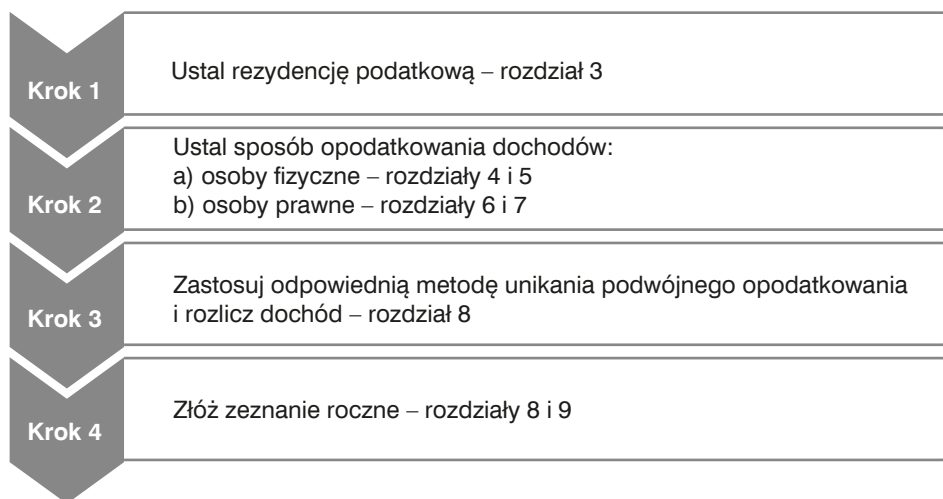 Krok 1
Ustal rezydencję podatkową – rozdział 3
Krok 2
Ustal sposób opodatkowania dochodów:
a) osoby fizyczne – rozdziały 4 i 5
b) osoby prawne – rozdziały 6 i 7
Krok 3
Zastosuj odpowiednią metodę unikania podwójnego opodatkowania
i rozlicz dochód – rozdział 8
Krok 4
Złóż zeznanie roczne – rozdziały 8 i 9